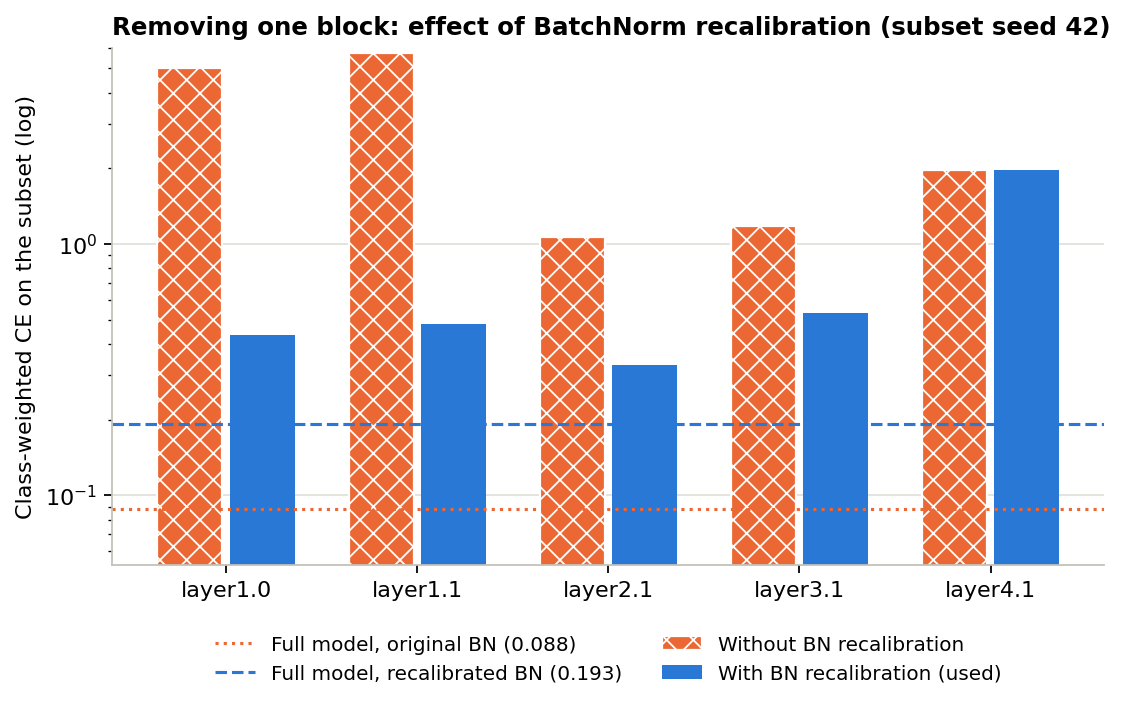 Removing one block: effect of BatchNorm recalibration (subset seed 42)
Class-weighted CE on the subset (log)
10⁰
10⁻¹
layer1.0
layer1.1
layer2.1
layer3.1
layer4.1
Full model, original BN (0.088)
Full model, recalibrated BN (0.193)
Without BN recalibration
With BN recalibration (used)